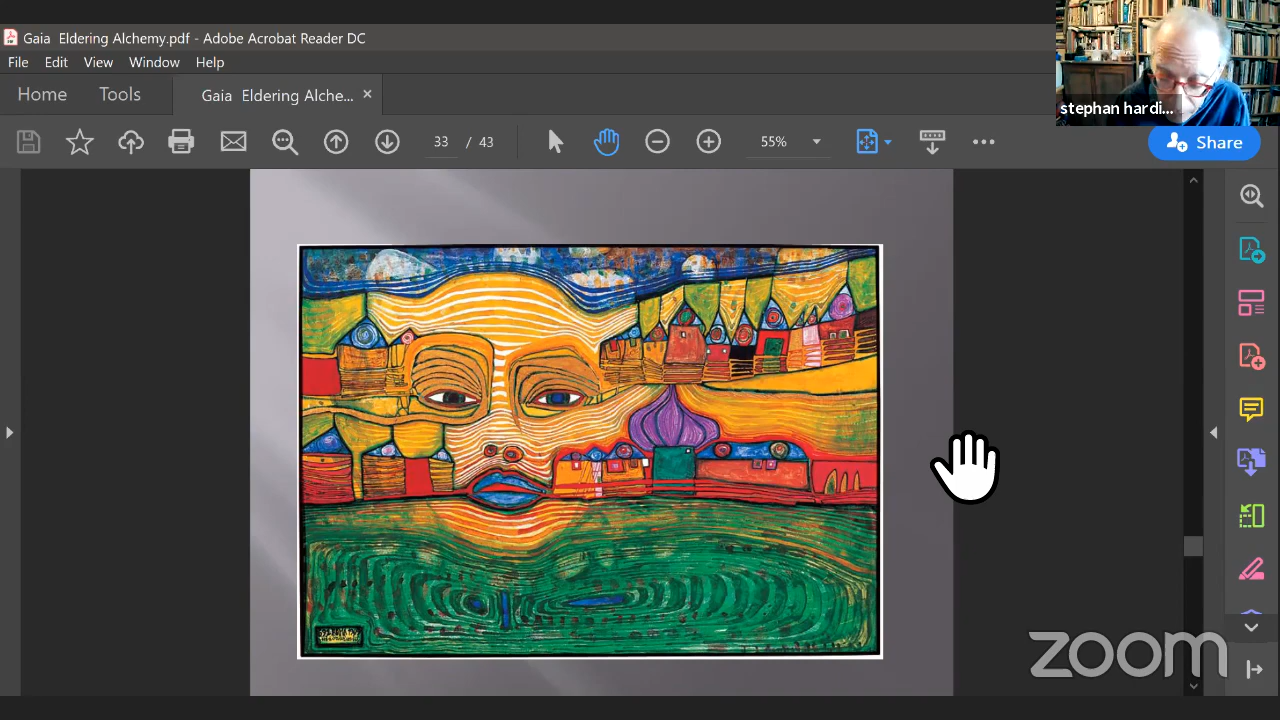 Gaia Eldering Alchemy.pdf - Adobe Acrobat Reader DC
File Edit View Window Help
Home Tools Gaia Eldering Alche... ×
33 / 43 55% Share
stephan hardi...
zoom